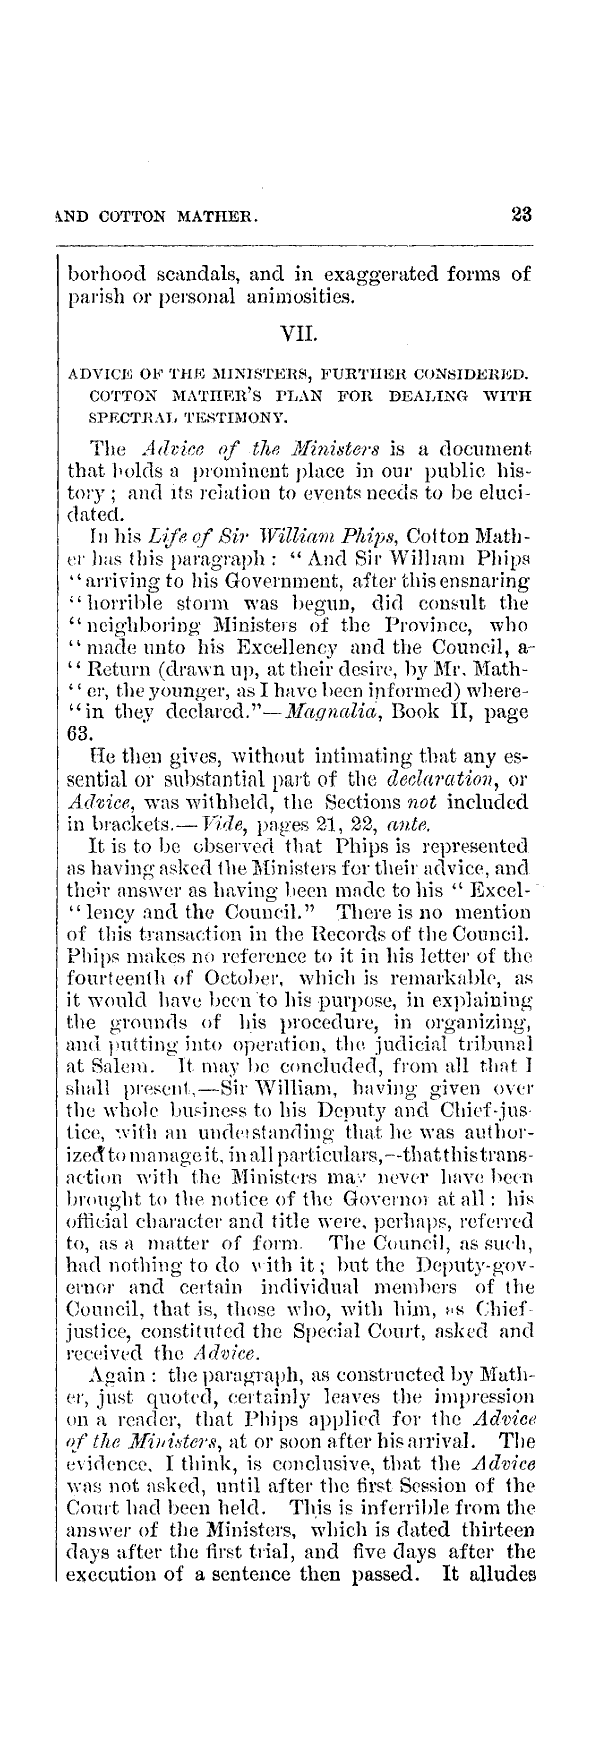 AND COTTON MATHER. 23
borhood scandals, and in exaggerated forms of
parish or personal animosities.
VII.
ADVICE OF THE MINISTERS, FURTHER CONSIDERED.
COTTON MATHER'S PLAN FOR DEALING WITH
SPECTRAL TESTIMONY.
The Advice of the Ministers is a document
that holds a prominent place in our public his-
tory; and its relation to events needs to be eluci-
dated.
In his Life of Sir William Phips, Cotton Math-
er has this paragraph: "And Sir William Phips
"arriving to his Government, after this ensnaring
"horrible storm was begun, did consult the
"neighboring Ministers of the Province, who
"made unto his Excellency and the Council, a
"Return (drawn up, at their desire, by Mr. Math-
"er, the younger, as I have been informed) where-
"in they declared."—Magnalia, Book II, page
63.
He then gives, without intimating that any es-
sential or substantial part of the declaration, or
Advice, was withheld, the Sections not included
in brackets.—Vide, pages 21, 22, ante.
It is to be observed that Phips is represented
as having asked the Ministers for their advice, and
their answer as having been made to his "Excel-
"lency and the Council." There is no mention
of this transaction in the Records of the Council.
Phips makes no reference to it in his letter of the
fourteenth of October, which is remarkable, as
it would have been to his purpose, in explaining
the grounds of his procedure, in organizing,
and putting into operation, the judicial tribunal
at Salem. It may be concluded, from all that I
shall present,—Sir William, having given over
the whole business to his Deputy and Chief-jus-
tice, with an understanding that he was author-
ized to manage it, in all particulars,—that this trans-
action with the Ministers may never have been
brought to the notice of the Governor at all: his
official character and title were, perhaps, referred
to, as a matter of form. The Council, as such,
had nothing to do with it; but the Deputy-gov-
ernor and certain individual members of the
Council, that is, those who, with him, as Chief-
justice, constituted the Special Court, asked and
received the Advice.
Again: the paragraph, as constructed by Math-
er, just quoted, certainly leaves the impression
on a reader, that Phips applied for the Advice
of the Ministers, at or soon after his arrival. The
evidence, I think, is conclusive, that the Advice
was not asked, until after the first Session of the
Court had been held. This is inferrible from the
answer of the Ministers, which is dated thirteen
days after the first trial, and five days after the
execution of a sentence then passed. It alludes